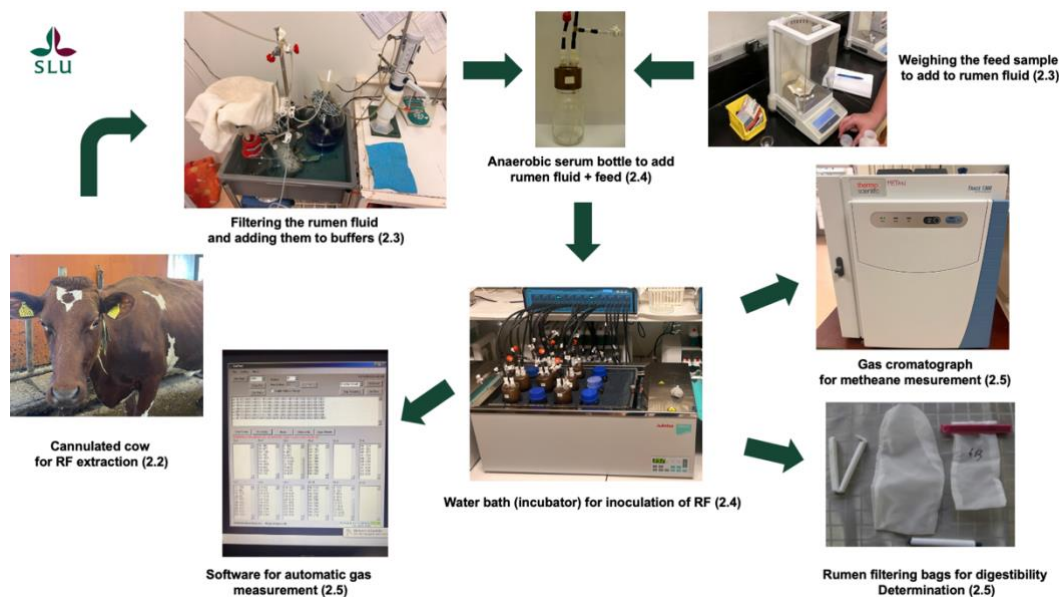 SLU
Weighing the feed sample
to add to rumen fluid (2.3)
Anaerobic serum bottle to add
rumen fluid + feed (2.4)
Filtering the rumen fluid
and adding them to buffers (2.3)
Gas cromatograph
for metheane mesurement (2.5)
Cannulated cow
for RF extraction (2.2)
Water bath (incubator) for inoculation of RF (2.4)
Software for automatic gas
measurement (2.5)
Rumen filtering bags for digestibility
Determination (2.5)